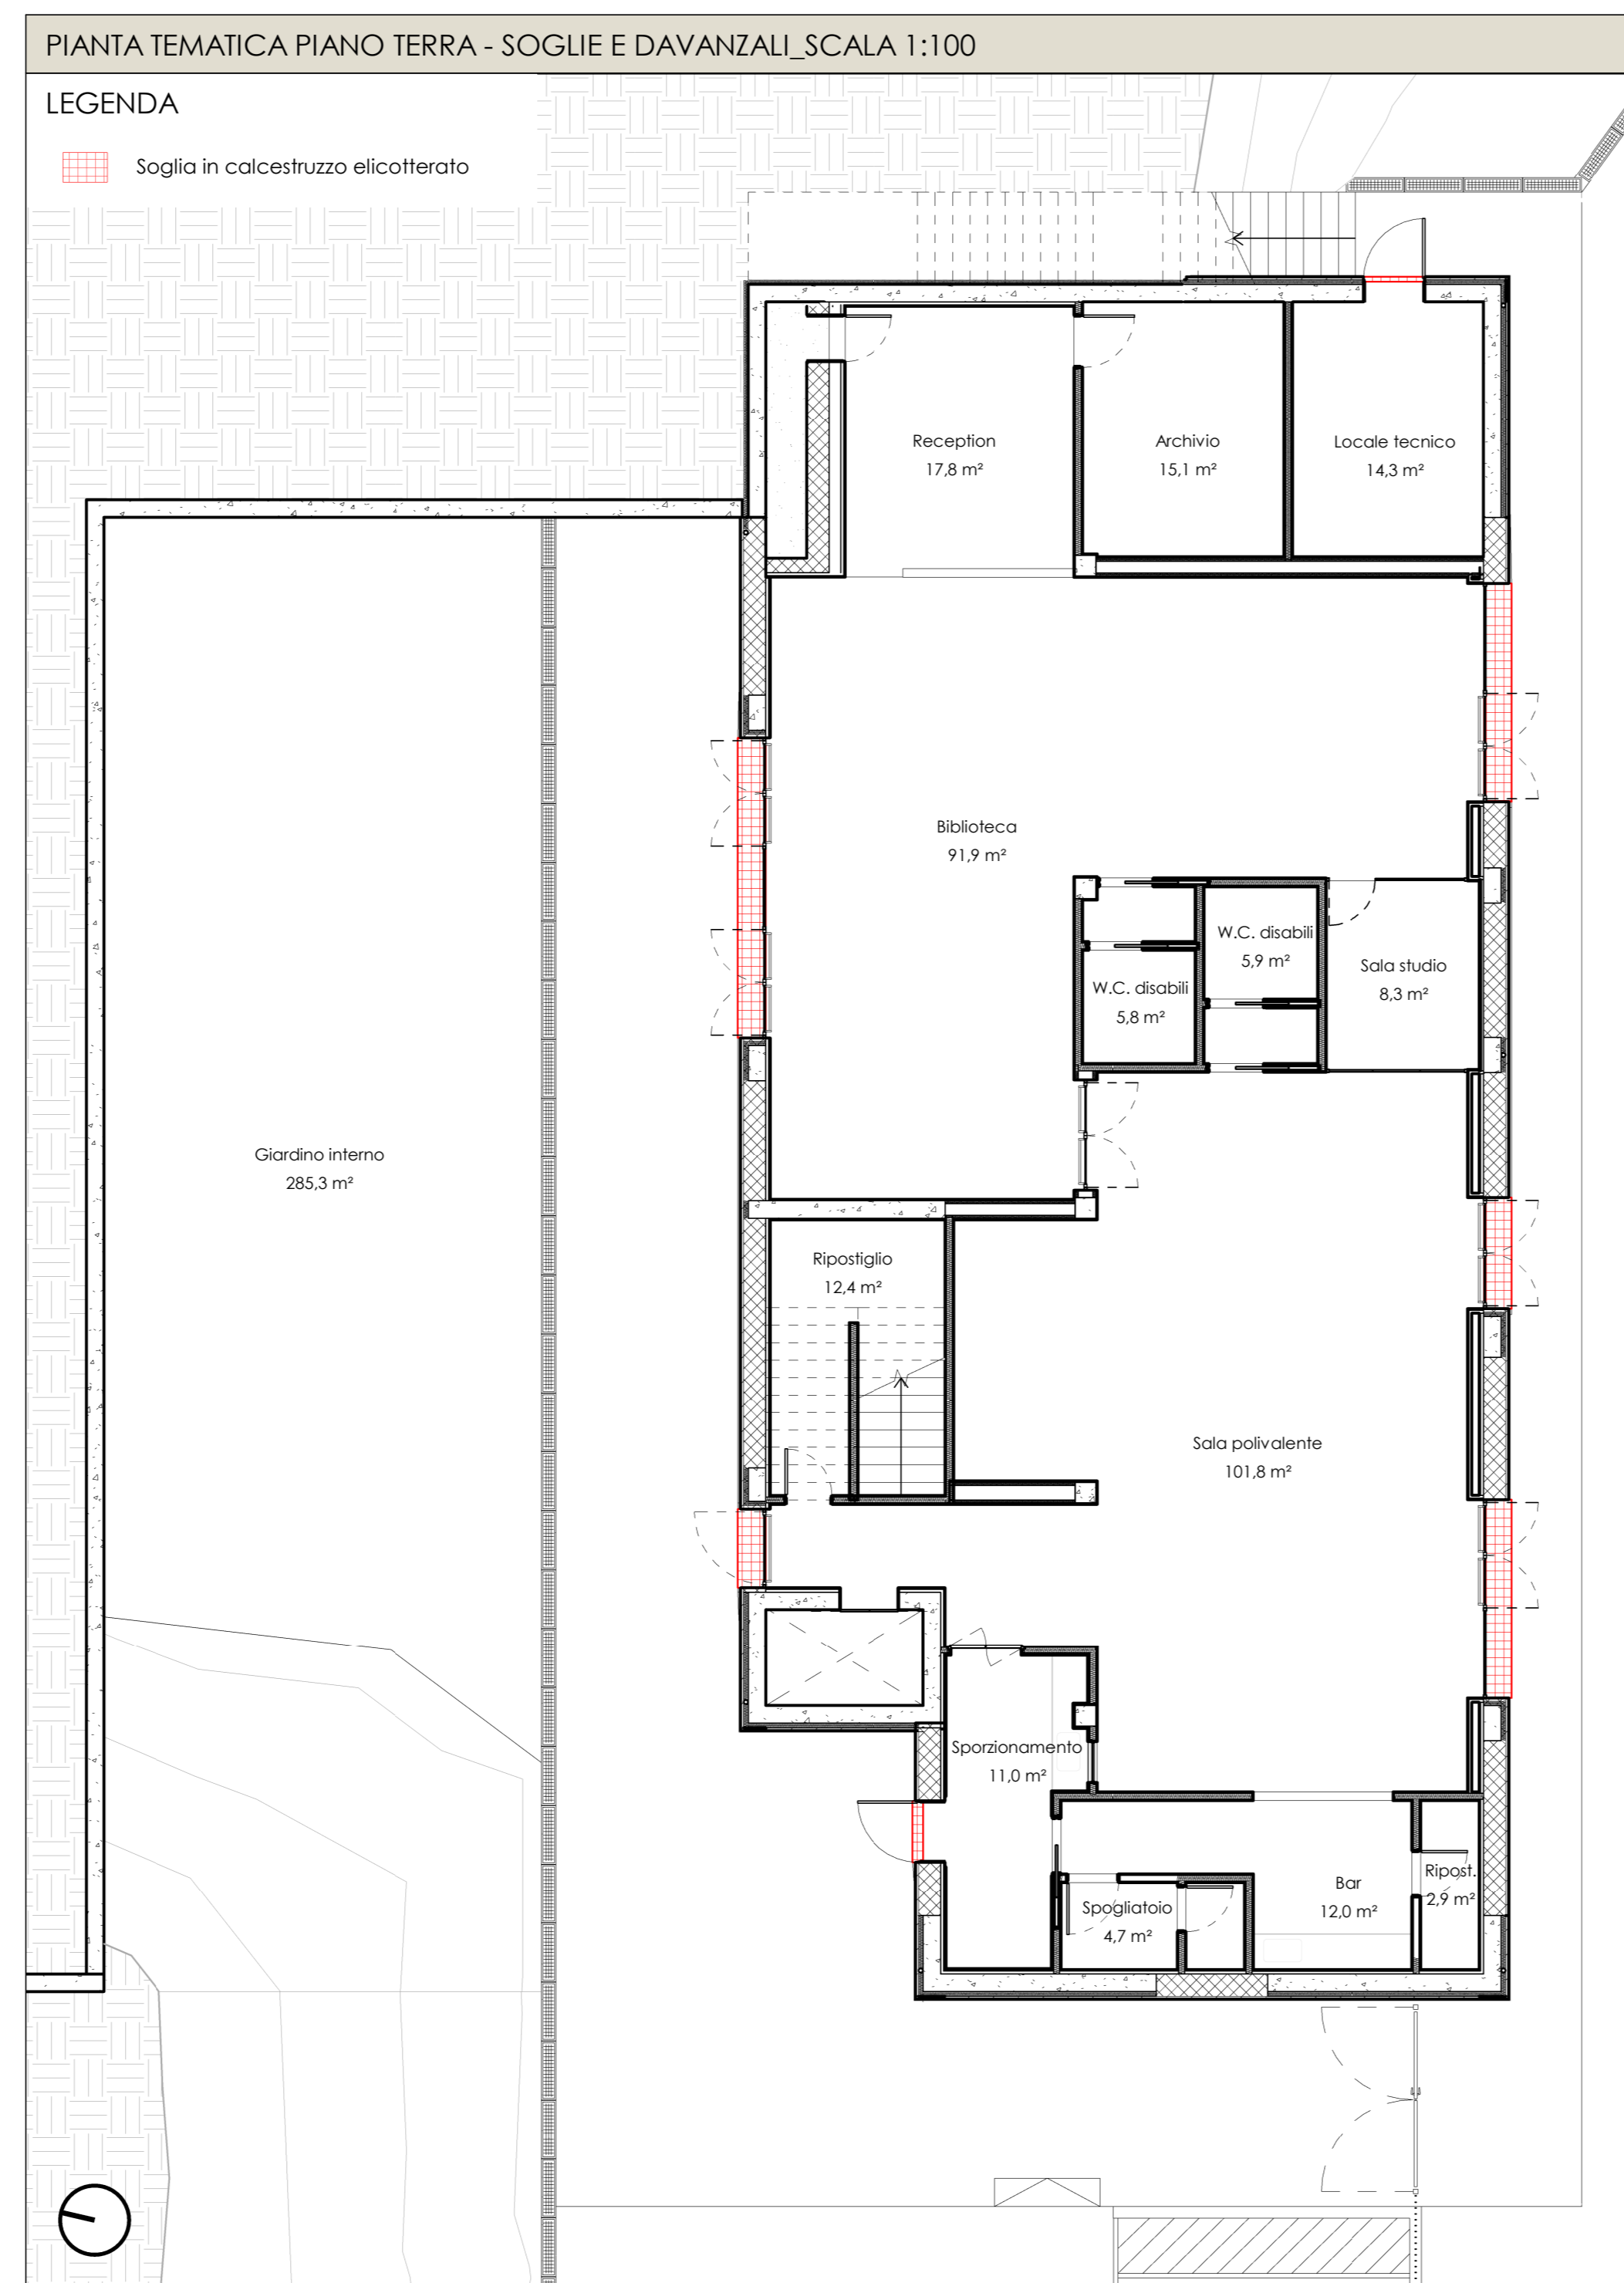 PIANTA TEMATICA PIANO TERRA - SOGLIE E DAVANZALI_SCALA 1:100
LEGENDA
Soglia in calcestruzzo elicotterato
Reception
17,8 m²
Archivio
15,1 m²
Locale tecnico
14,3 m²
Biblioteca
91,9 m²
W.C. disabili
5,9 m²
Sala studio
8,3 m²
W.C. disabili
5,8 m²
Giardino interno
285,3 m²
Ripostiglio
12,4 m²
Sala polivalente
101,8 m²
Sporzionamento
11,0 m²
Ripost.
2,9 m²
Bar
12,0 m²
Spogliatoio
4,7 m²